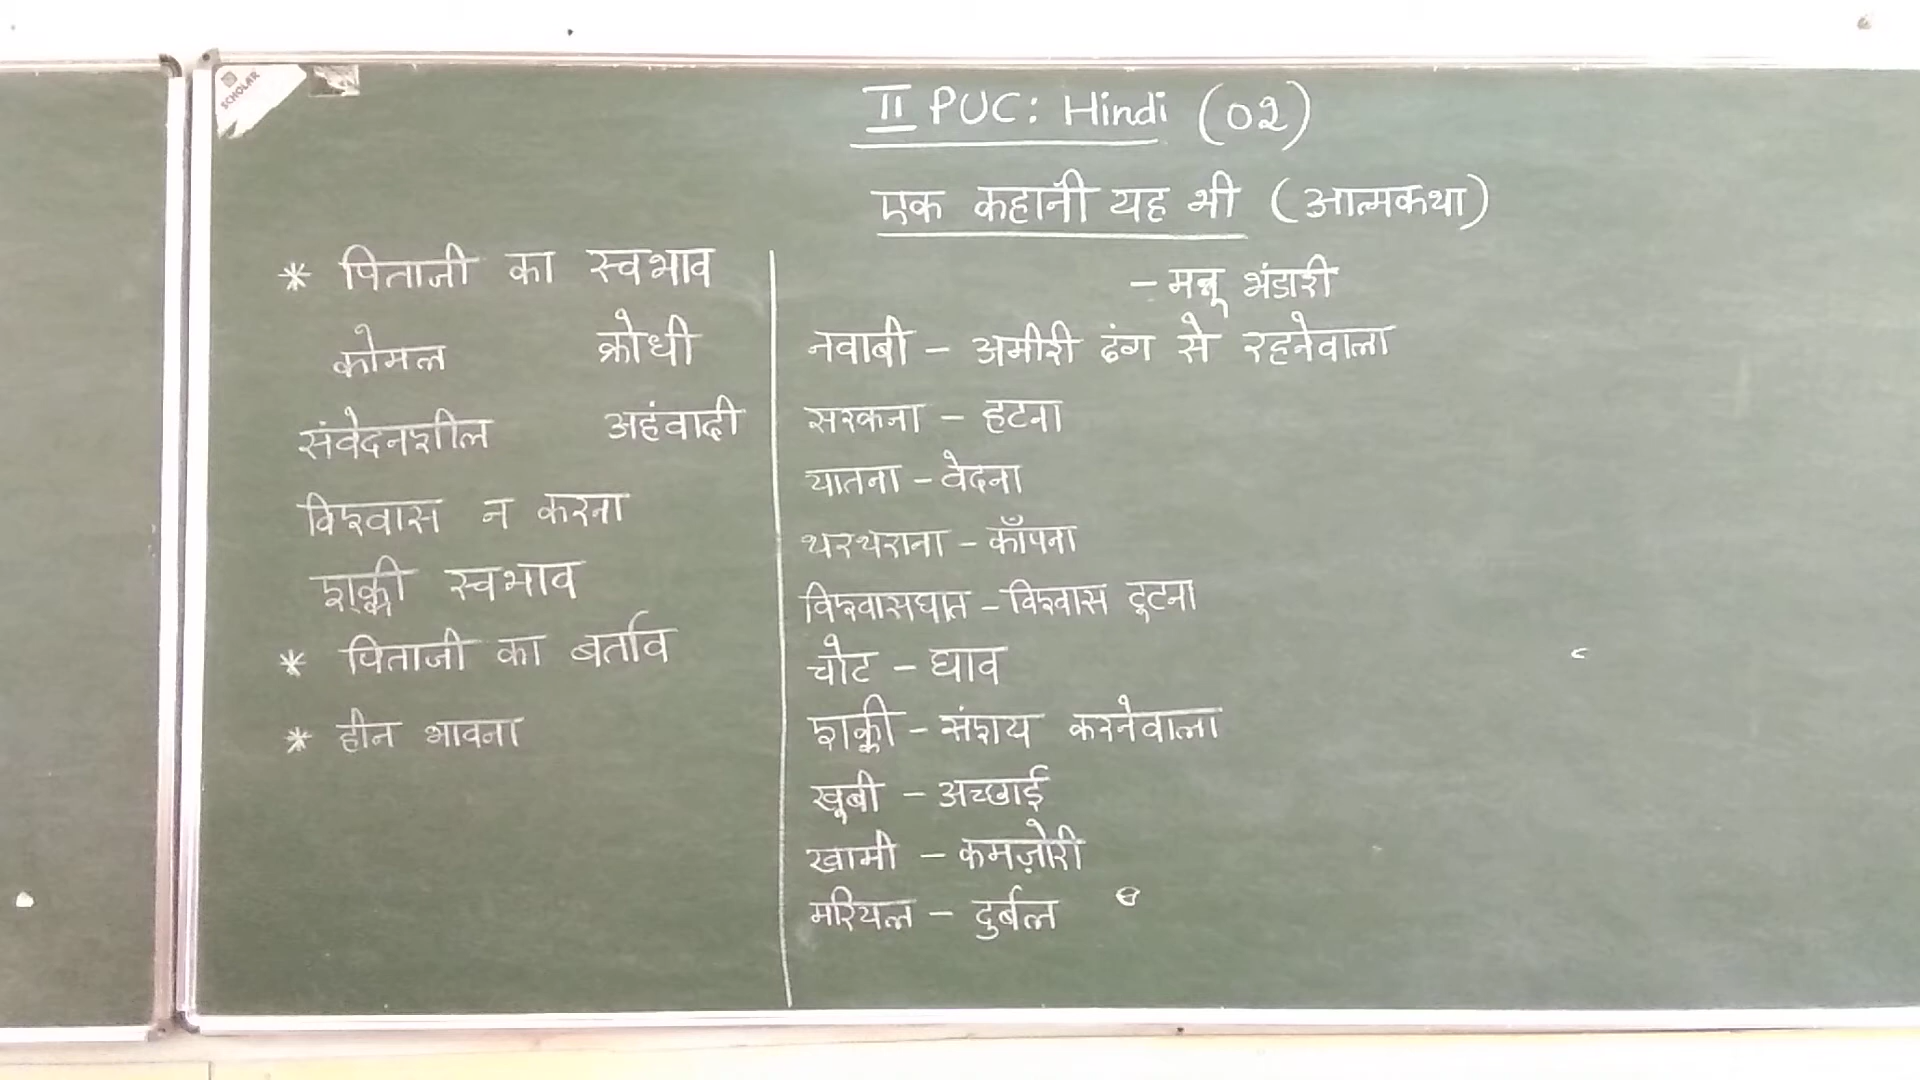 SCHOLAR
II PUC: Hindi (02)
एक कहानी यह भी (आत्मकथा)
- मन्नू भंडारी
* पिताजी का स्वभाव
कोमल क्रोधी
संवेदनशील अहंवादी
विश्वास न करना
शक्की स्वभाव
* पिताजी का बर्ताव
* हीन भावना
नवाबी - अमीरी ढंग से रहनेवाला
सरकना - हटना
यातना - वेदना
थरथराना - काँपना
विश्वासघात - विश्वास टूटना
चोट - घाव
शक्की - संशय करनेवाला
खूबी - अच्छाई
खामी - कमज़ोरी
मरियल - दुर्बल